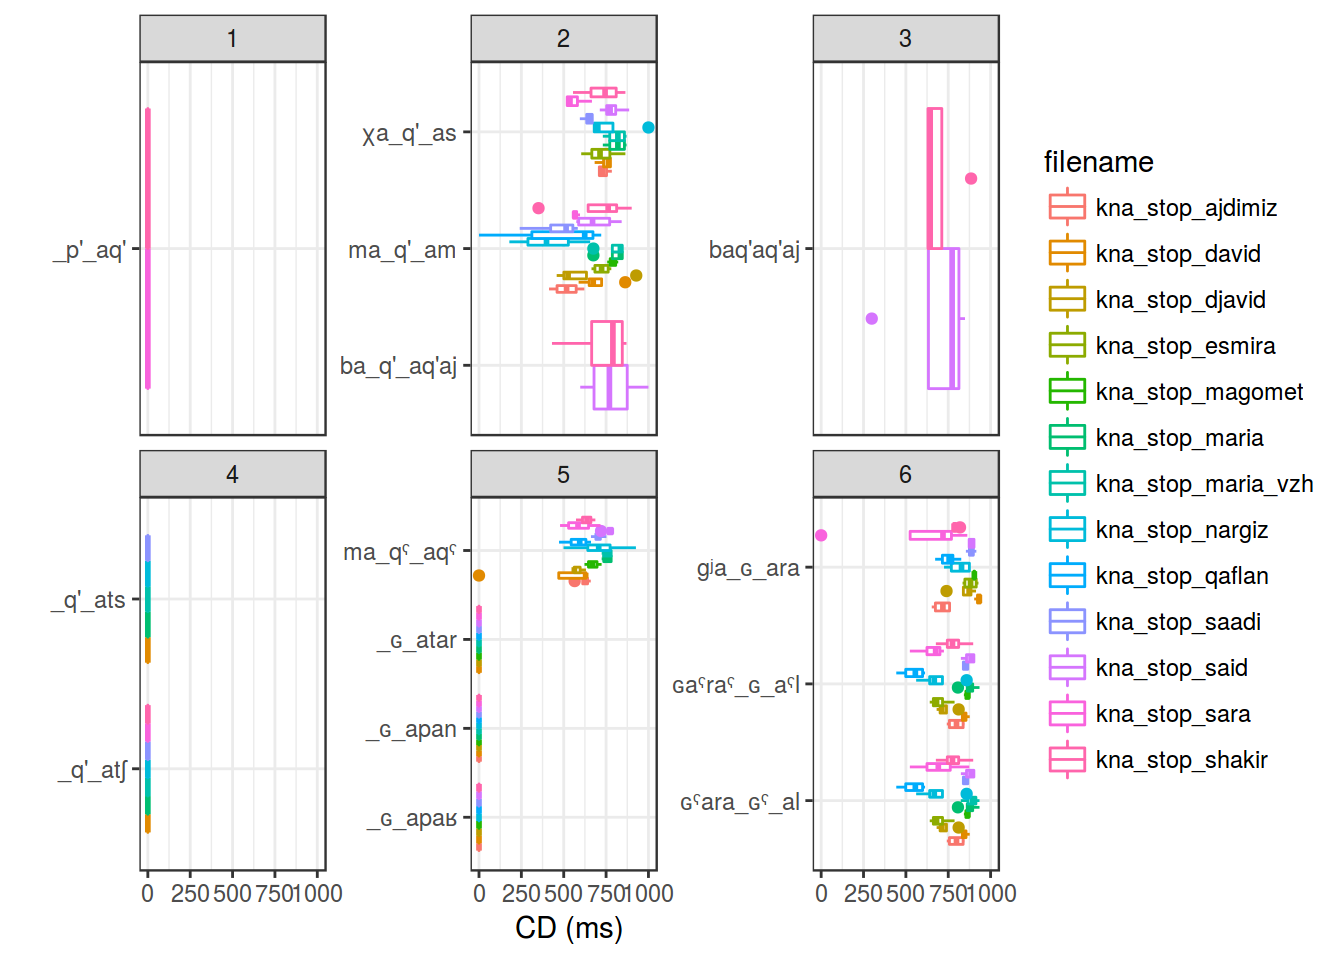 1
2
3
_p'_aq'
χa_q'_as
ma_q'_am
ba_q'_aq'aj
baq'aq'aj
4
5
6
_q'_ats
_q'_atʃ
ma_qˤ_aqˤ
_ɢ_atar
_ɢ_apan
_ɢ_apaʁ
gʲa_ɢ_ara
ɢaˤraˤ_ɢ_aˤl
ɢˤara_ɢˤ_al
0 250 500 750 1000
0 250 500 750 1000
0 250 500 750 1000
CD (ms)
filename
kna_stop_ajdimiz
kna_stop_david
kna_stop_djavid
kna_stop_esmira
kna_stop_magomet
kna_stop_maria
kna_stop_maria_vzh
kna_stop_nargiz
kna_stop_qaflan
kna_stop_saadi
kna_stop_said
kna_stop_sara
kna_stop_shakir